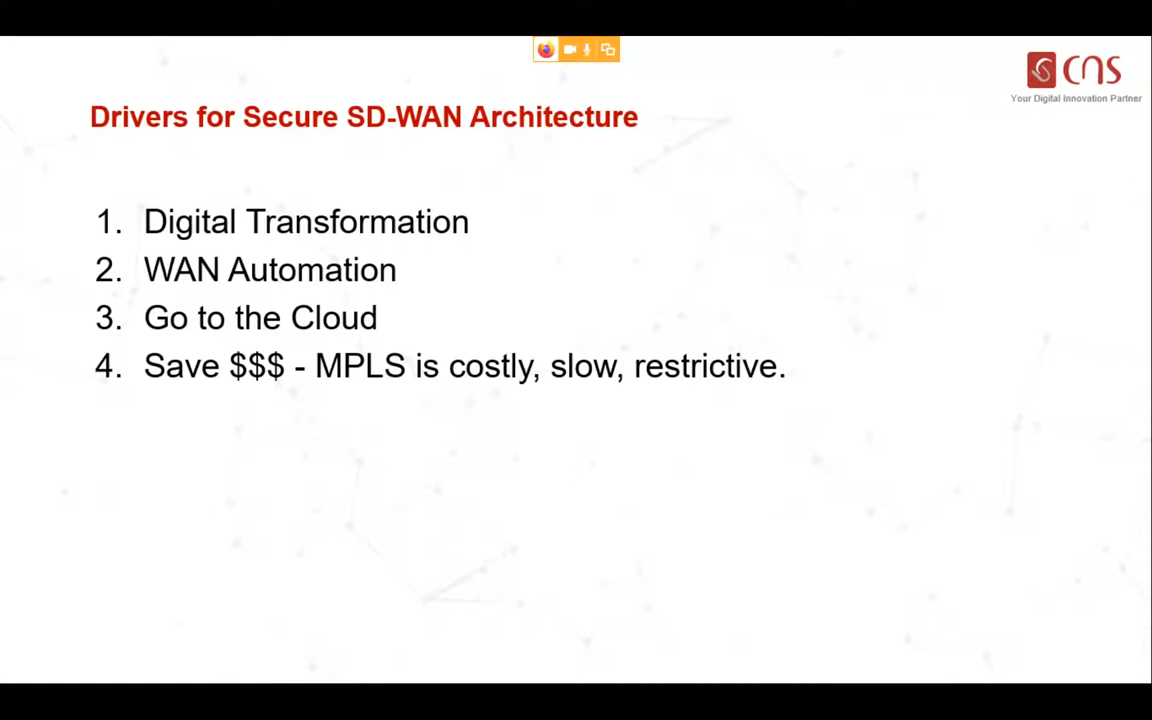 cns
Your Digital Innovation Partner
Drivers for Secure SD-WAN Architecture
1. Digital Transformation
2. WAN Automation
3. Go to the Cloud
4. Save $$$ - MPLS is costly, slow, restrictive.